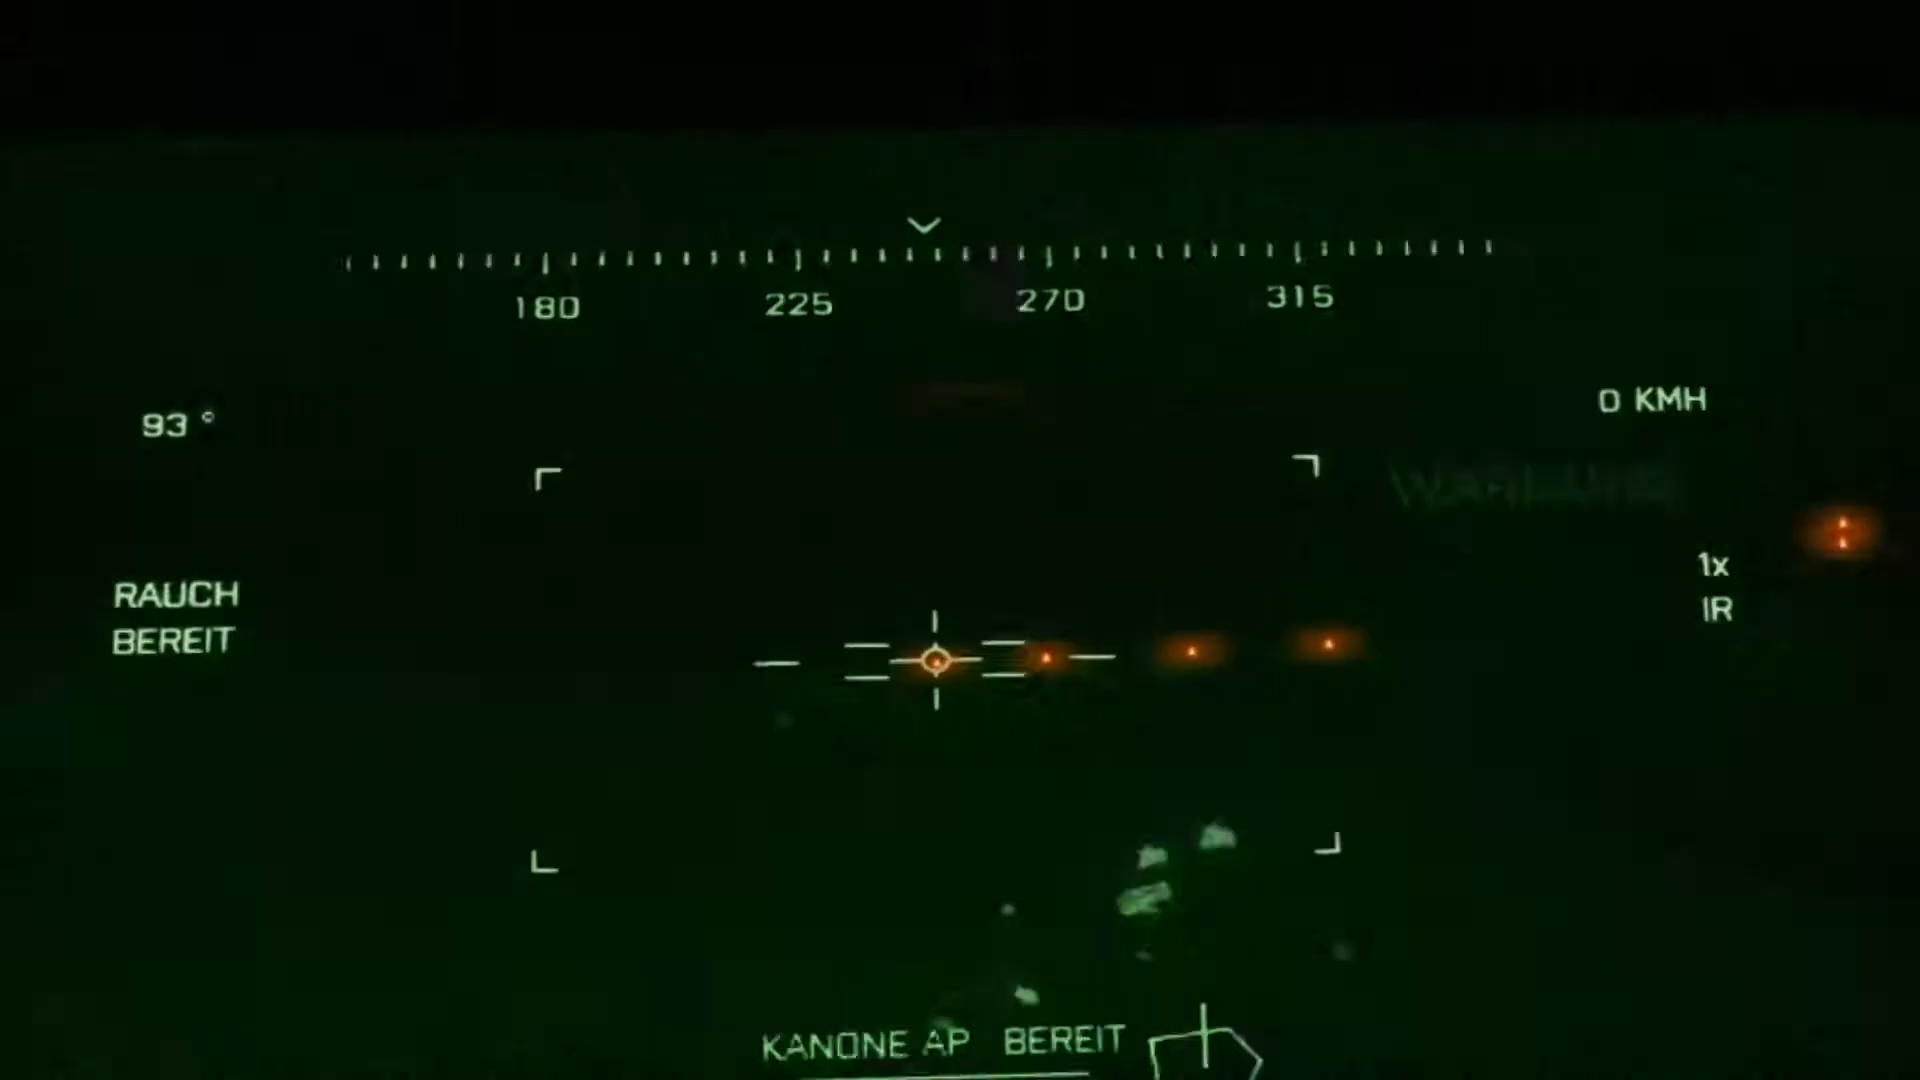 180 225 270 315
93 °
0 KMH
1x
IR
RAUCH
BEREIT
KANONE AP BEREIT